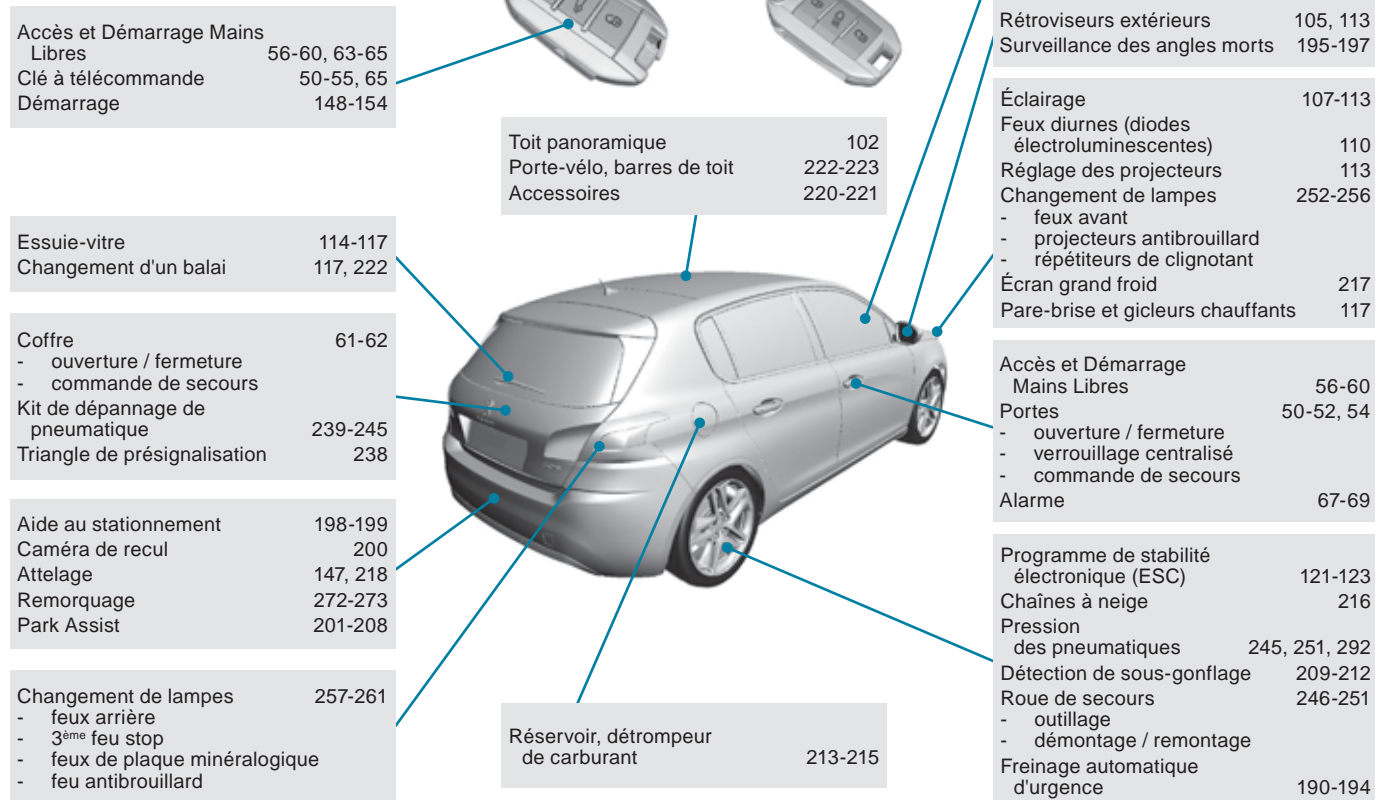 Accès et Démarrage Mains
Libres 56-60, 63-65
Clé à télécommande 50-55, 65
Démarrage 148-154
Essuie-vitre 114-117
Changement d'un balai 117, 222
Coffre 61-62
- ouverture / fermeture
- commande de secours
Kit de dépannage de
pneumatique 239-245
Triangle de présignalisation 238
Aide au stationnement 198-199
Caméra de recul 200
Attelage 147, 218
Remorquage 272-273
Park Assist 201-208
Changement de lampes 257-261
- feux arrière
- 3ème feu stop
- feux de plaque minéralogique
- feu antibrouillard
Toit panoramique 102
Porte-vélo, barres de toit 222-223
Accessoires 220-221
Réservoir, détrompeur
de carburant 213-215
Rétroviseurs extérieurs 105, 113
Surveillance des angles morts 195-197
Éclairage 107-113
Feux diurnes (diodes
électroluminescentes) 110
Réglage des projecteurs 113
Changement de lampes 252-256
- feux avant
- projecteurs antibrouillard
- répétiteurs de clignotant
Écran grand froid 217
Pare-brise et gicleurs chauffants 117
Accès et Démarrage
Mains Libres 56-60
Portes 50-52, 54
- ouverture / fermeture
- verrouillage centralisé
- commande de secours
Alarme 67-69
Programme de stabilité
électronique (ESC) 121-123
Chaînes à neige 216
Pression
des pneumatiques 245, 251, 292
Détection de sous-gonflage 209-212
Roue de secours 246-251
- outillage
- démontage / remontage
Freinage automatique
d'urgence 190-194